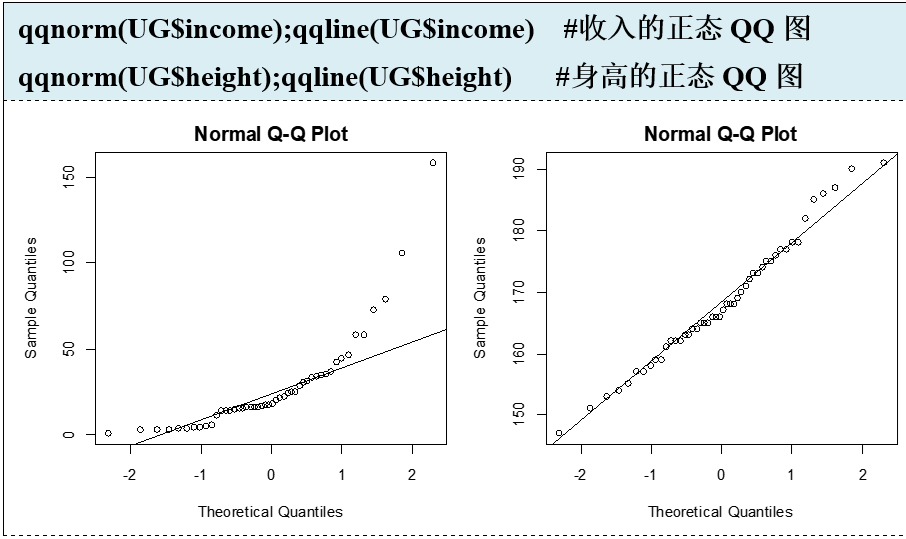 qqnorm(UG$income);qqline(UG$income) #收入的正态 QQ 图
qqnorm(UG$height);qqline(UG$height) #身高的正态 QQ 图
Normal Q-Q Plot
Sample Quantiles
150
100
50
0
-2 -1 0 1 2
Theoretical Quantiles
Normal Q-Q Plot
Sample Quantiles
190
180
170
160
150
-2 -1 0 1 2
Theoretical Quantiles